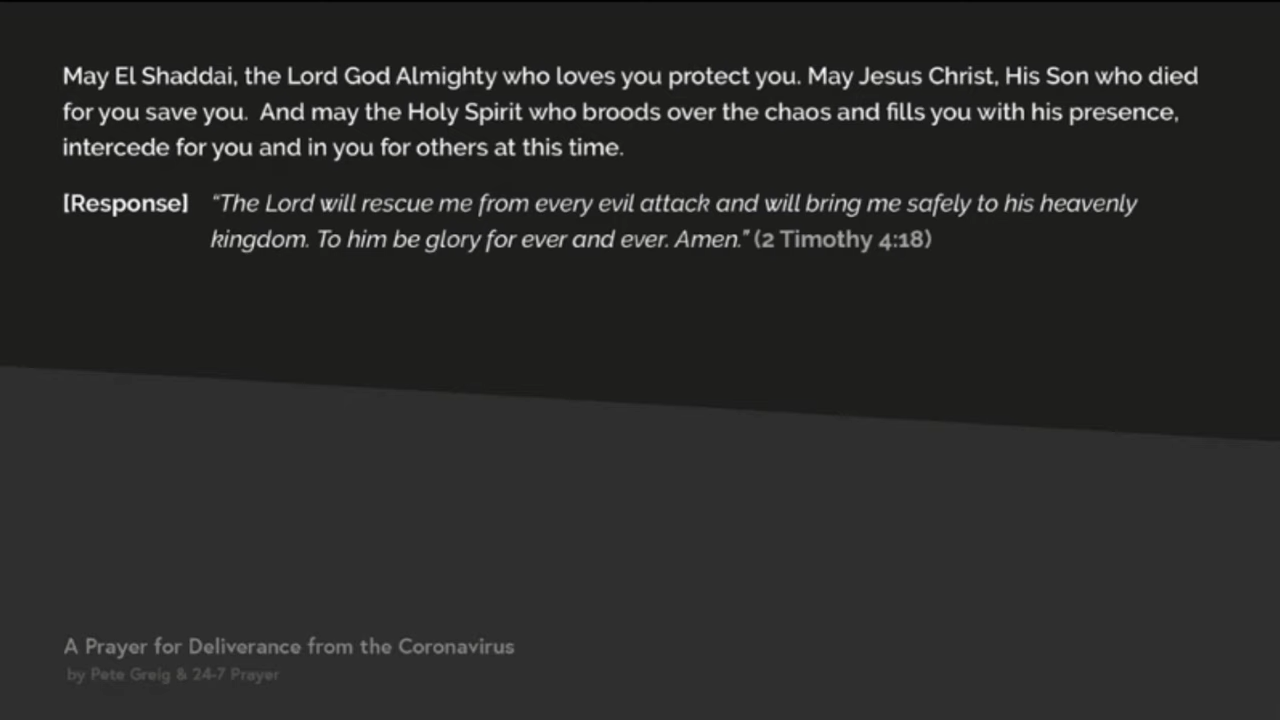 May El Shaddai, the Lord God Almighty who loves you protect you. May Jesus Christ, His Son who died
for you save you.  And may the Holy Spirit who broods over the chaos and fills you with his presence,
intercede for you and in you for others at this time.
[Response] “The Lord will rescue me from every evil attack and will bring me safely to his heavenly
kingdom. To him be glory for ever and ever. Amen.” (2 Timothy 4:18)
A Prayer for Deliverance from the Coronavirus
by Pete Greig & 24-7 Prayer